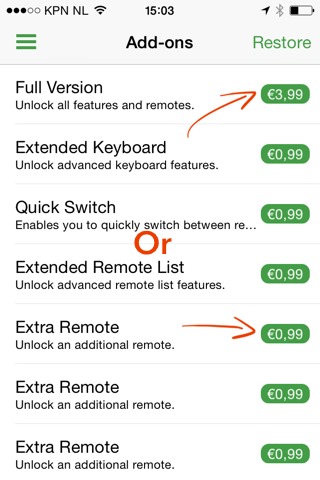 KPN NL 15:03
Add-ons Restore
Full Version €3,99
Unlock all features and remotes.
Extended Keyboard €0,99
Unlock advanced keyboard features.
Quick Switch €0,99
Enables you to quickly switch between re…
Or
Extended Remote List €0,99
Unlock advanced remote list features.
Extra Remote €0,99
Unlock an additional remote.
Extra Remote €0,99
Unlock an additional remote.
Extra Remote €0,99
Unlock an additional remote.